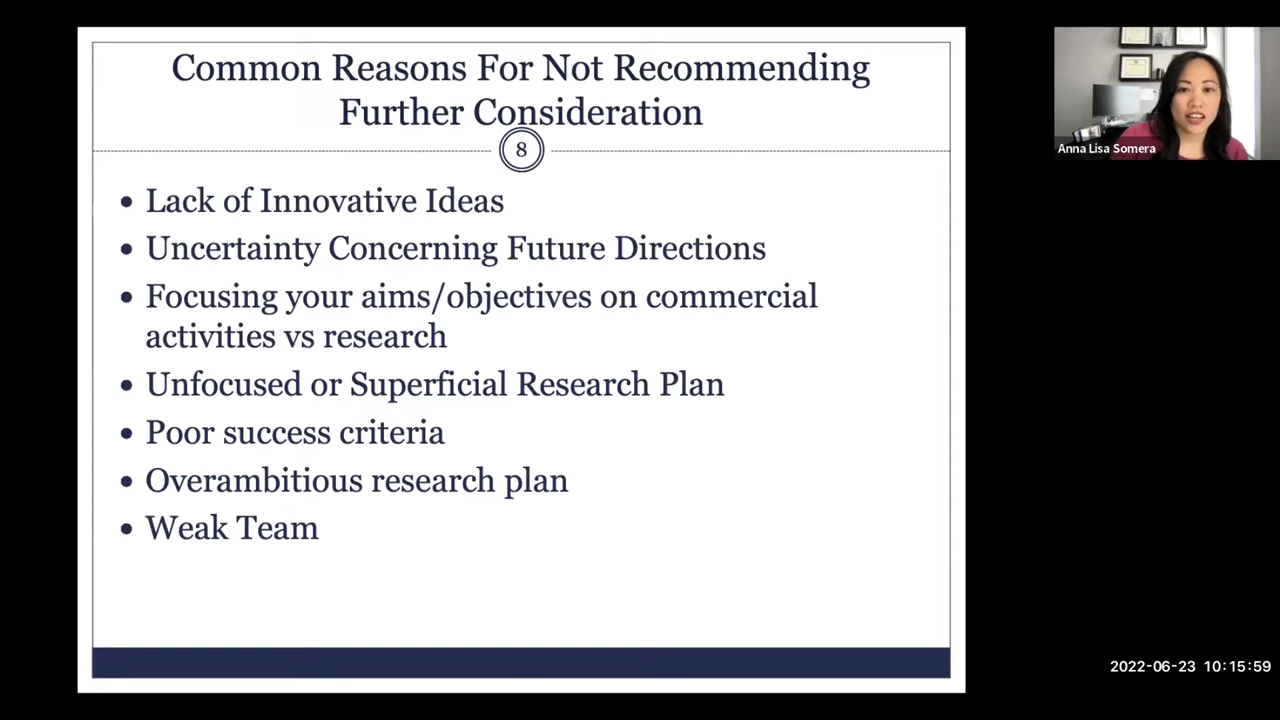 Common Reasons For Not Recommending
Further Consideration
8
• Lack of Innovative Ideas
• Uncertainty Concerning Future Directions
• Focusing your aims/objectives on commercial
activities vs research
• Unfocused or Superficial Research Plan
• Poor success criteria
• Overambitious research plan
• Weak Team
Anna Lisa Somera
2022-06-23 10:15:59